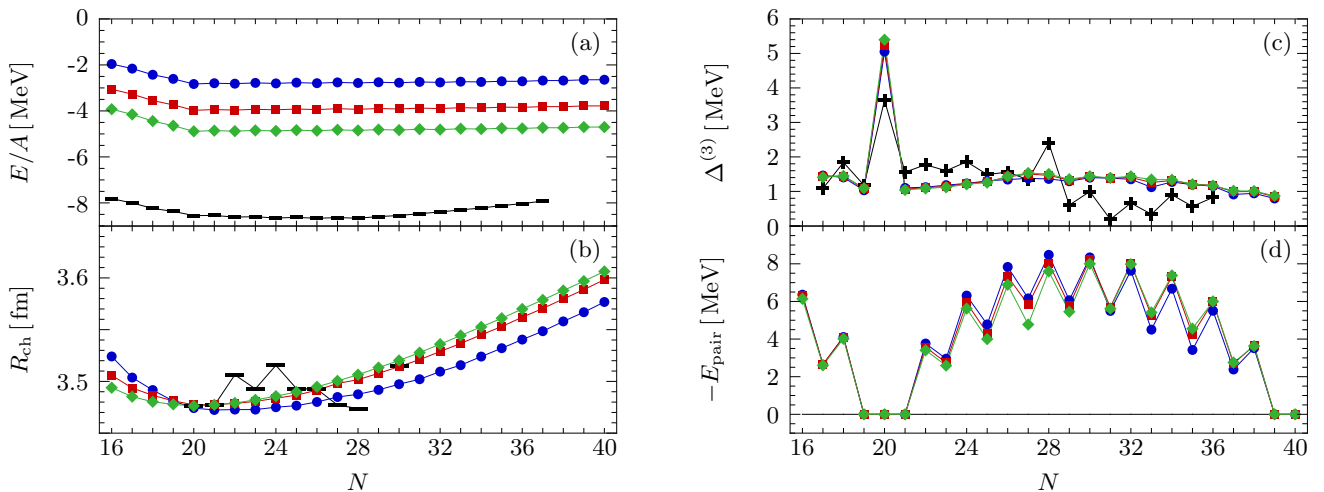 0
-2
-4
-6
-8
E/A [MeV]
(a)
3.6
3.5
R_ch [fm]
(b)
16 20 24 28 32 36 40
N
6
5
4
3
2
1
0
Δ^(3) [MeV]
(c)
8
6
4
2
0
−E_pair [MeV]
(d)
16 20 24 28 32 36 40
N